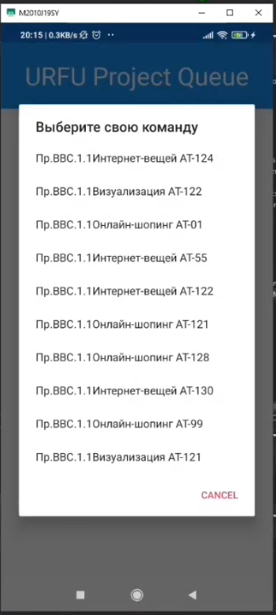 M2010J19SY
20:15 | 0.3KB/s
URFU Project Queue
Выберите свою команду
Пр.ВВС.1.1Интернет-вещей АТ-124
Пр.ВВС.1.1Визуализация АТ-122
Пр.ВВС.1.1Онлайн-шопинг АТ-01
Пр.ВВС.1.1Интернет-вещей АТ-55
Пр.ВВС.1.1Интернет-вещей АТ-122
Пр.ВВС.1.1Онлайн-шопинг АТ-121
Пр.ВВС.1.1Онлайн-шопинг АТ-128
Пр.ВВС.1.1Интернет-вещей АТ-130
Пр.ВВС.1.1Онлайн-шопинг АТ-99
Пр.ВВС.1.1Визуализация АТ-121
CANCEL